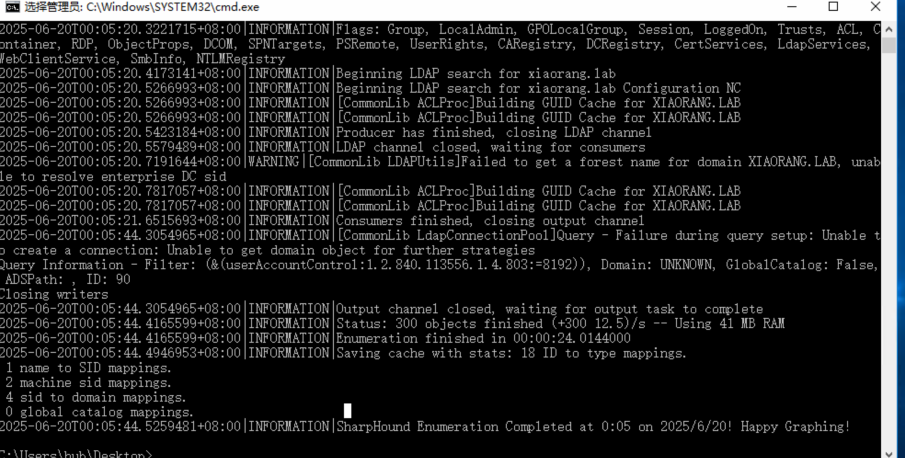 选择管理员: C:\Windows\SYSTEM32\cmd.exe
2025-06-20T00:05:20.3221715+08:00|INFORMATION|Flags: Group, LocalAdmin, GPOLocalGroup, Session, LoggedOn, Trusts, ACL, C
ontainer, RDP, ObjectProps, DCOM, SPNTargets, PSRemote, UserRights, CARegistry, DCRegistry, CertServices, LdapServices,
WebClientService, SmbInfo, NTLMRegistry
2025-06-20T00:05:20.4173141+08:00|INFORMATION|Beginning LDAP search for xiaorang.lab
2025-06-20T00:05:20.5266993+08:00|INFORMATION|Beginning LDAP search for xiaorang.lab Configuration NC
2025-06-20T00:05:20.5266993+08:00|INFORMATION|[CommonLib ACLProc]Building GUID Cache for XIAORANG.LAB
2025-06-20T00:05:20.5266993+08:00|INFORMATION|[CommonLib ACLProc]Building GUID Cache for XIAORANG.LAB
2025-06-20T00:05:20.5423184+08:00|INFORMATION|Producer has finished, closing LDAP channel
2025-06-20T00:05:20.5579489+08:00|INFORMATION|LDAP channel closed, waiting for consumers
2025-06-20T00:05:20.7191644+08:00|WARNING|[CommonLib LDAPUtils]Failed to get a forest name for domain XIAORANG.LAB, unab
le to resolve enterprise DC sid
2025-06-20T00:05:20.7817057+08:00|INFORMATION|[CommonLib ACLProc]Building GUID Cache for XIAORANG.LAB
2025-06-20T00:05:20.7817057+08:00|INFORMATION|[CommonLib ACLProc]Building GUID Cache for XIAORANG.LAB
2025-06-20T00:05:21.6515693+08:00|INFORMATION|Consumers finished, closing output channel
2025-06-20T00:05:44.3054965+08:00|INFORMATION|[CommonLib LdapConnectionPool]Query - Failure during query setup: Unable t
o create a connection: Unable to get domain object for further strategies
Query Information - Filter: (&(userAccountControl:1.2.840.113556.1.4.803:=8192)), Domain: UNKNOWN, GlobalCatalog: False,
ADSPath: , ID: 90
Closing writers
2025-06-20T00:05:44.3054965+08:00|INFORMATION|Output channel closed, waiting for output task to complete
2025-06-20T00:05:44.4165599+08:00|INFORMATION|Status: 300 objects finished (+300 12.5)/s -- Using 41 MB RAM
2025-06-20T00:05:44.4165599+08:00|INFORMATION|Enumeration finished in 00:00:24.0144000
2025-06-20T00:05:44.4946953+08:00|INFORMATION|Saving cache with stats: 18 ID to type mappings.
1 name to SID mappings.
2 machine sid mappings.
4 sid to domain mappings.
0 global catalog mappings.
2025-06-20T00:05:44.5259481+08:00|INFORMATION|SharpHound Enumeration Completed at 0:05 on 2025/6/20! Happy Graphing!
C:\Users\hub\Desktop>